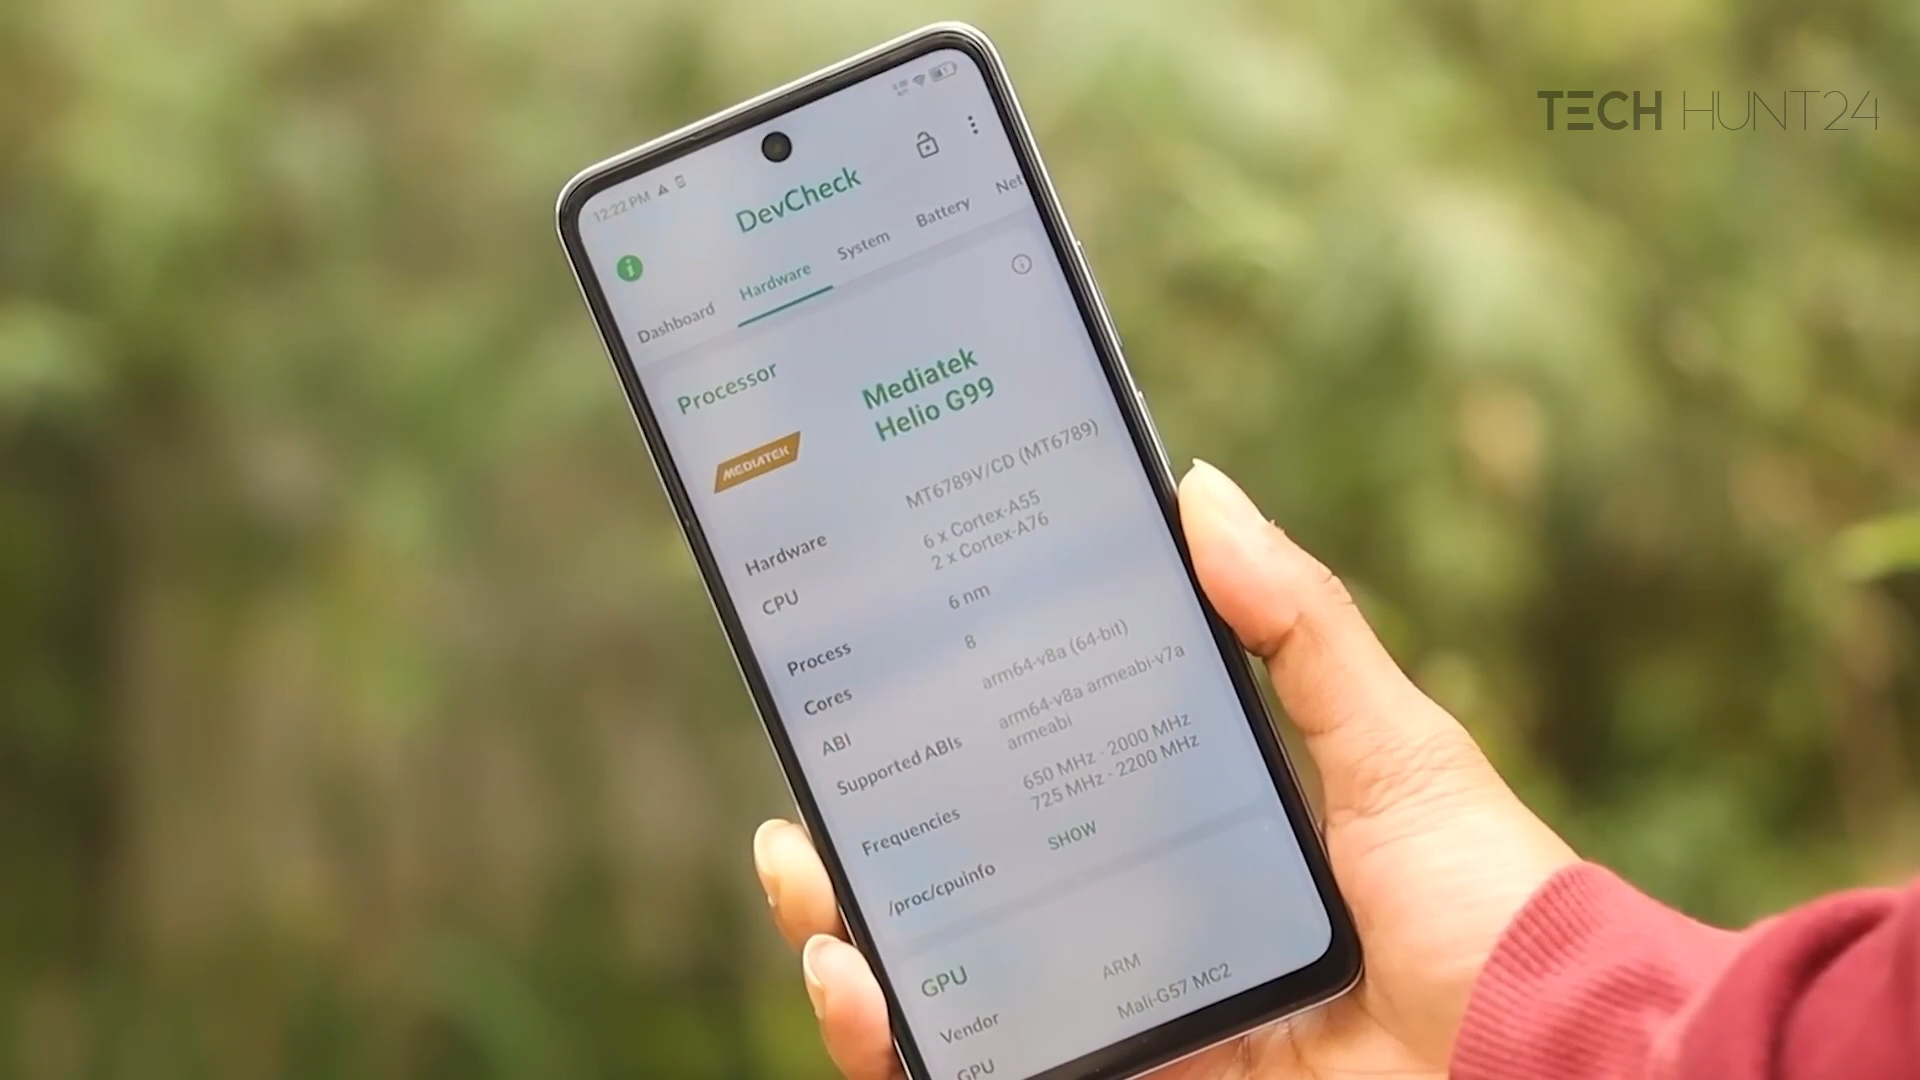 TECH HUNT24
12:22 PM
DevCheck
Dashboard Hardware System Battery Net
Processor
Mediatek
Helio G99
MEDIATEK
Hardware MT6789V/CD (MT6789)
CPU 6 x Cortex-A55
2 x Cortex-A76
Process 6 nm
Cores 8
ABI arm64-v8a (64-bit)
Supported ABIs arm64-v8a armeabi-v7a
armeabi
Frequencies 650 MHz - 2000 MHz
725 MHz - 2200 MHz
/proc/cpuinfo SHOW
GPU
Vendor ARM
GPU Mali-G57 MC2